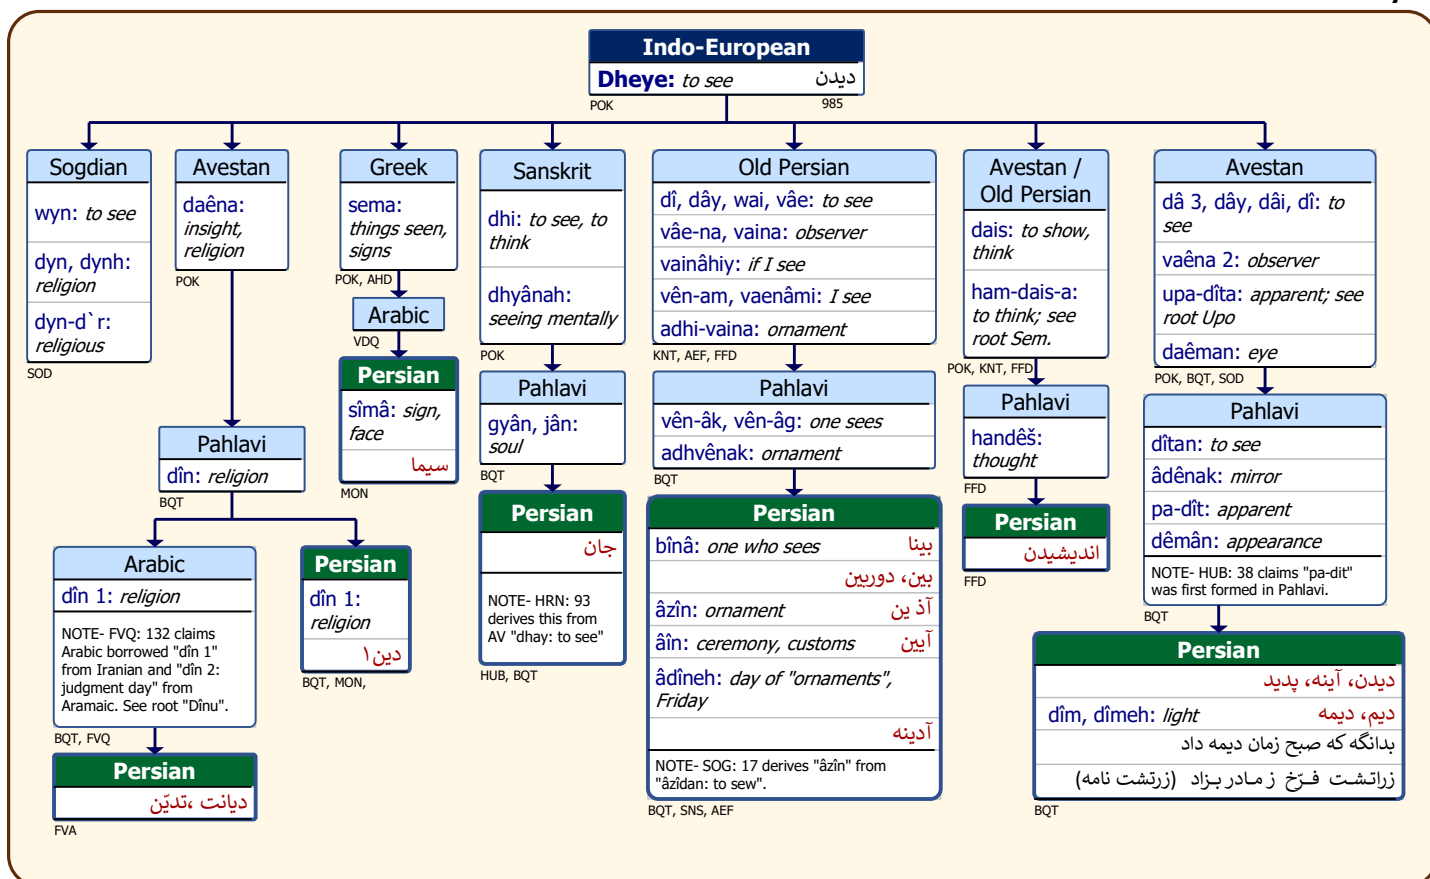 Indo-European
Dheye: to see دیدن
POK 985
Sogdian
wyn: to see
dyn, dynh:
religion
dyn-d`r:
religious
SOD
Avestan
daêna:
insight,
religion
POK
Pahlavi
dîn: religion
BQT
Arabic
dîn 1: religion
NOTE- FVQ: 132 claims
Arabic borrowed "dîn 1"
from Iranian and "dîn 2:
judgment day" from
Aramaic. See root "Dînu".
BQT, FVQ
Persian
دیانت ،تدیّن
FVA
Persian
dîn 1:
religion
دین۱
BQT, MON,
Greek
sema:
things seen,
signs
POK, AHD
Arabic
VDQ
Persian
sîmâ: sign,
face
سیما
MON
Sanskrit
dhi: to see, to
think
dhyânah:
seeing mentally
POK
Pahlavi
gyân, jân:
soul
BQT
Persian
جان
NOTE- HRN: 93
derives this from
AV "dhay: to see"
HUB, BQT
Old Persian
dî, dây, wai, vâe: to see
vâe-na, vaina: observer
vainâhiy: if I see
vên-am, vaenâmi: I see
adhi-vaina: ornament
KNT, AEF, FFD
Pahlavi
vên-âk, vên-âg: one sees
adhvênak: ornament
BQT
Persian
bînâ: one who sees بینا
بین، دوربین
âzîn: ornament آذ ین
âîn: ceremony, customs آیین
âdîneh: day of "ornaments",
Friday
آدینه
NOTE- SOG: 17 derives "âzîn" from
"âzîdan: to sew".
BQT, SNS, AEF
Avestan /
Old Persian
dais: to show,
think
ham-dais-a:
to think; see
root Sem.
POK, KNT, FFD
Pahlavi
handêš:
thought
FFD
Persian
اندیشیدن
FFD
Avestan
dâ 3, dây, dâi, dî: to
see
vaêna 2: observer
upa-dîta: apparent; see
root Upo
daêman: eye
POK, BQT, SOD
Pahlavi
dîtan: to see
âdênak: mirror
pa-dît: apparent
dêmân: appearance
NOTE- HUB: 38 claims "pa-dit"
was first formed in Pahlavi.
BQT
Persian
دیدن، آینه، پدید
dîm, dîmeh: light دیم، دیمه
بدانگه که صبح زمان دیمه داد
زراتـشـت فـرّخ ز مـادر بـزاد (زرتشت نامه)
BQT